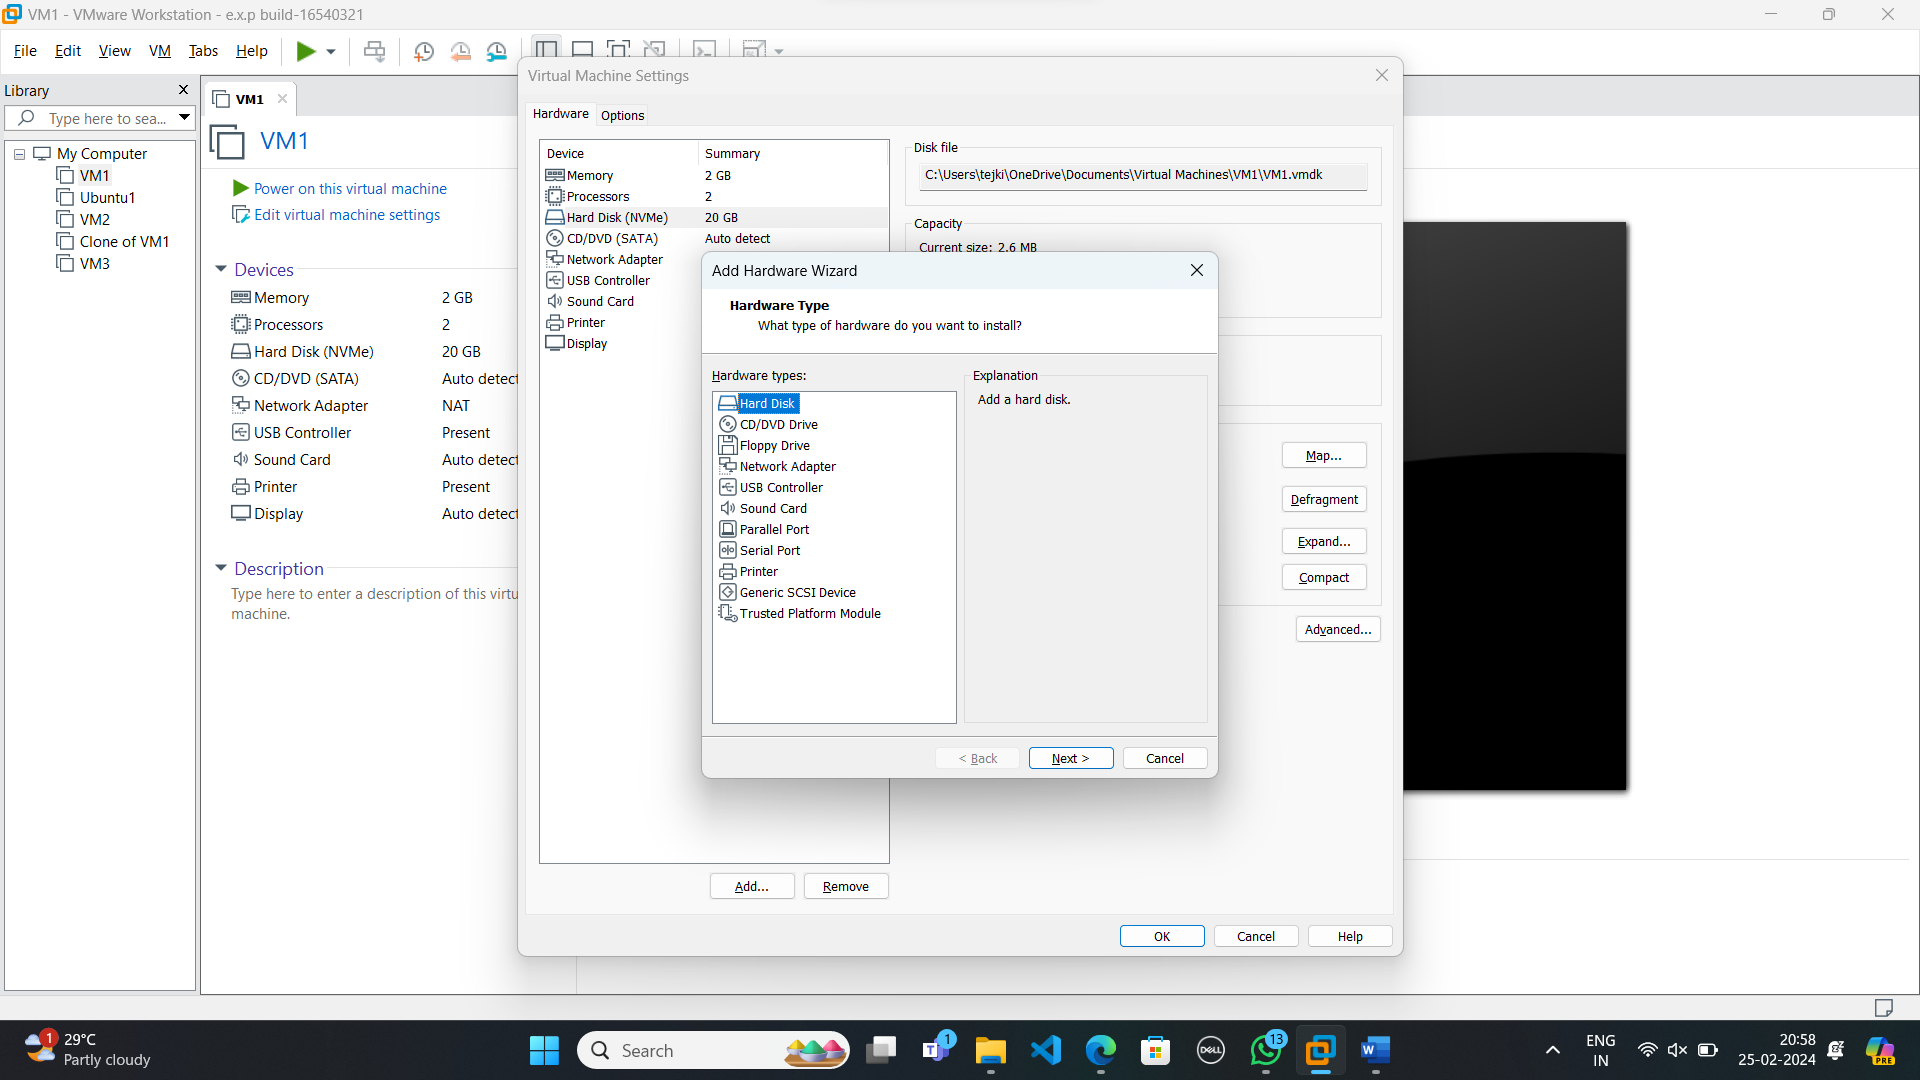 VM1 - VMware Workstation - e.x.p build-16540321
File Edit View VM Tabs Help
Library
Type here to sea...
My Computer
VM1
Ubuntu1
VM2
Clone of VM1
VM3
VM1
VM1
Power on this virtual machine
Edit virtual machine settings
Devices
Memory 2 GB
Processors 2
Hard Disk (NVMe) 20 GB
CD/DVD (SATA) Auto detect
Network Adapter NAT
USB Controller Present
Sound Card Auto detect
Printer Present
Display Auto detect
Description
Type here to enter a description of this virtu
machine.
Virtual Machine Settings
Hardware Options
Device Summary
Memory 2 GB
Processors 2
Hard Disk (NVMe) 20 GB
CD/DVD (SATA) Auto detect
Network Adapter
USB Controller
Sound Card
Printer
Display
Disk file
C:\Users\tejki\OneDrive\Documents\Virtual Machines\VM1\VM1.vmdk
Capacity
Current size: 2.6 MB
Map...
Defragment
Expand...
Compact
Advanced...
Add... Remove
OK Cancel Help
Add Hardware Wizard
Hardware Type
What type of hardware do you want to install?
Hardware types:
Hard Disk
CD/DVD Drive
Floppy Drive
Network Adapter
USB Controller
Sound Card
Parallel Port
Serial Port
Printer
Generic SCSI Device
Trusted Platform Module
Explanation
Add a hard disk.
< Back Next > Cancel
1
29°C
Partly cloudy
Search
T
1
DELL
13
W
ENG
IN
20:58
25-02-2024
PRE